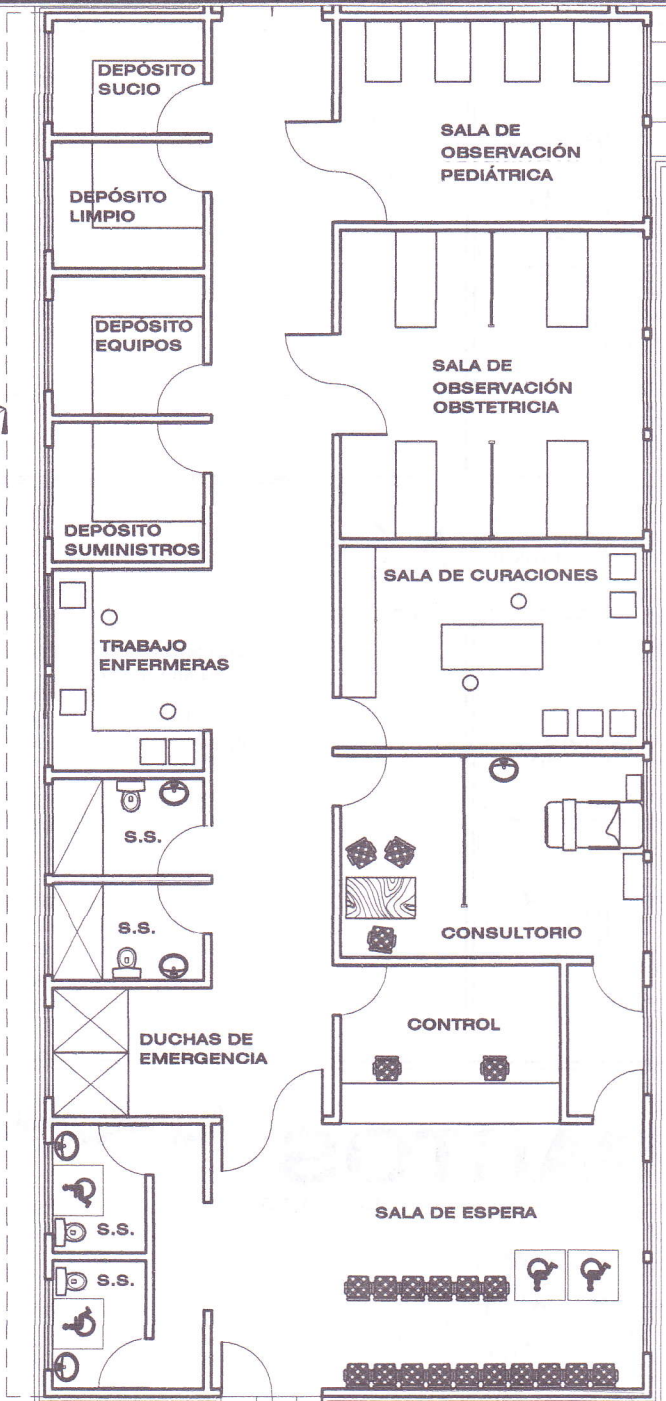 DEPÓSITO
SUCIO
SALA DE
OBSERVACIÓN
PEDIÁTRICA
DEPÓSITO
LIMPIO
DEPÓSITO
EQUIPOS
SALA DE
OBSERVACIÓN
OBSTETRICIA
DEPÓSITO
SUMINISTROS
SALA DE CURACIONES
TRABAJO
ENFERMERAS
S.S.
S.S.
CONSULTORIO
CONTROL
DUCHAS DE
EMERGENCIA
SALA DE ESPERA
S.S.
S.S.